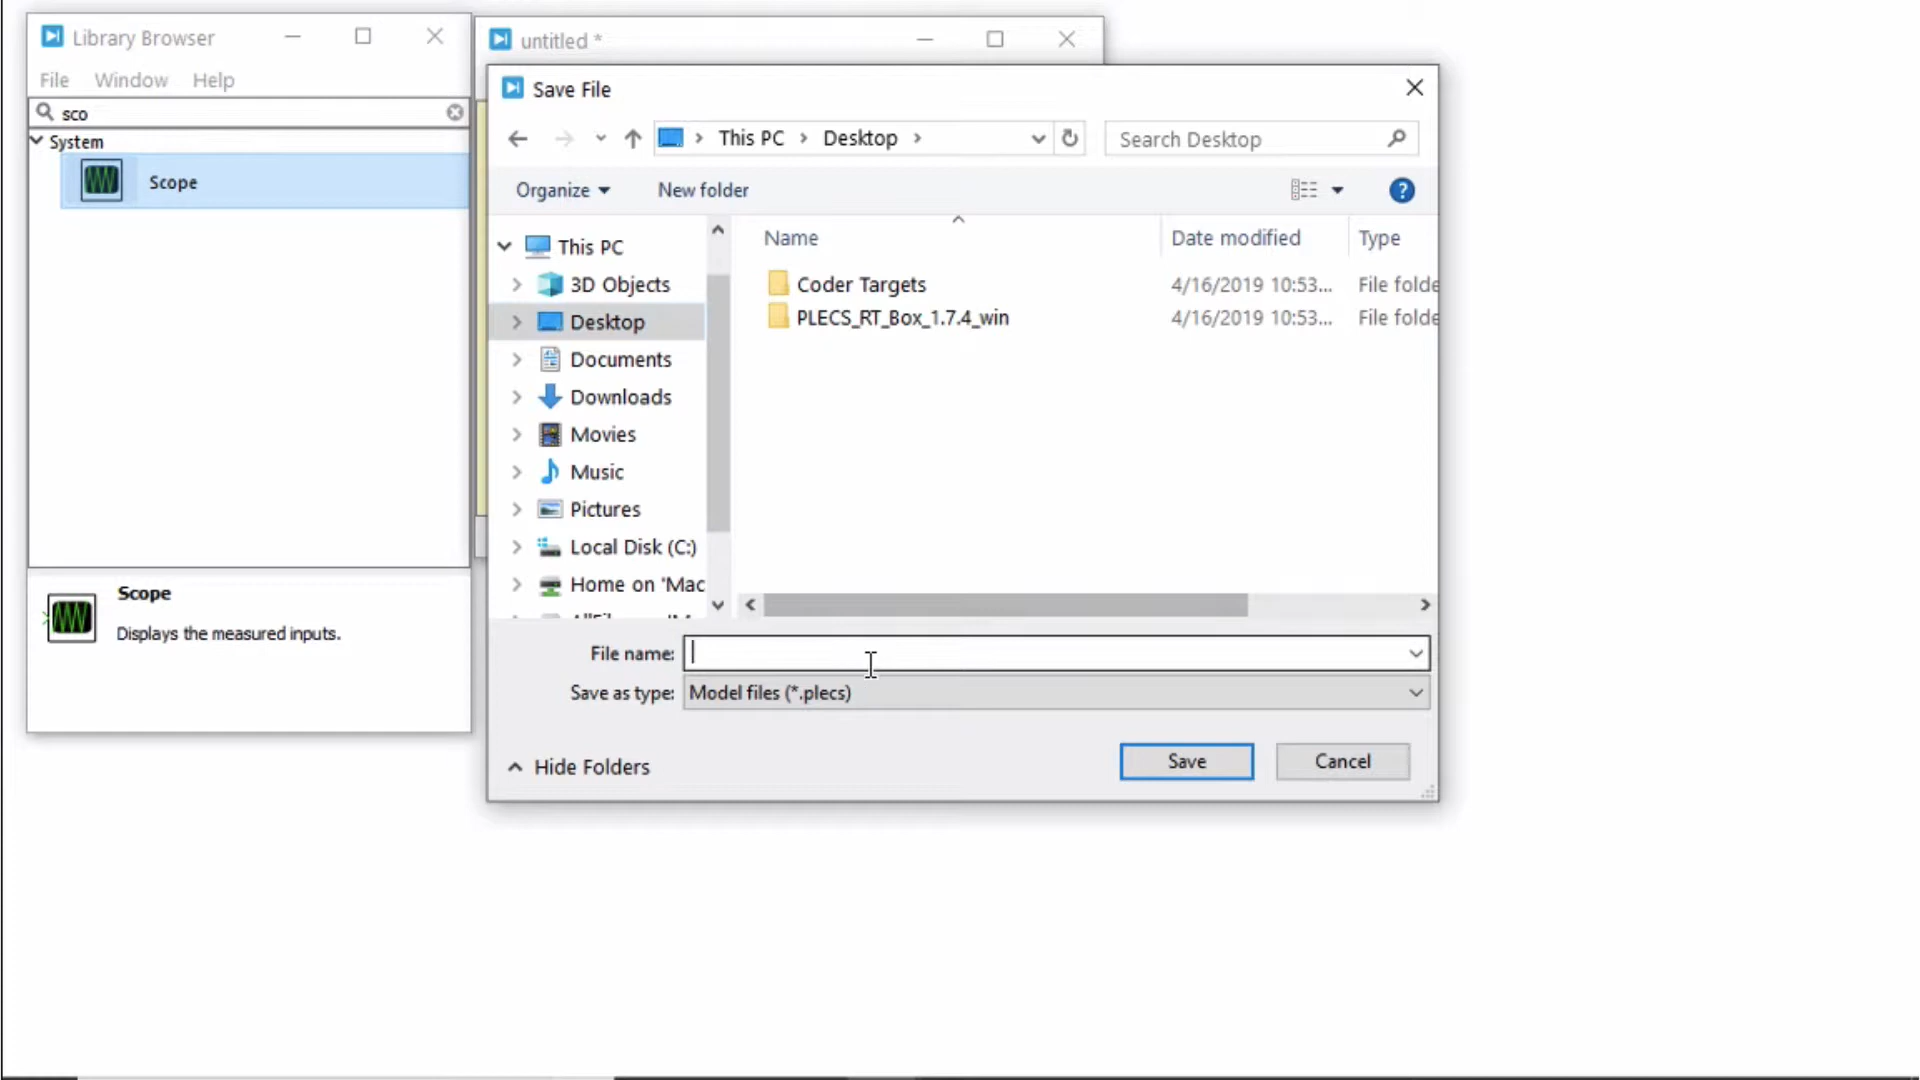 Library Browser
File Window Help
sco
System
Scope
Scope
Displays the measured inputs.
untitled *
Save File
This PC > Desktop >
Search Desktop
Organize
New folder
Name
Date modified
Type
This PC
3D Objects
Desktop
Documents
Downloads
Movies
Music
Pictures
Local Disk (C:)
Home on 'Mac
Coder Targets 4/16/2019 10:53... File folde
PLECS_RT_Box_1.7.4_win 4/16/2019 10:53... File folde
File name:
Save as type: Model files (*.plecs)
Hide Folders
Save
Cancel